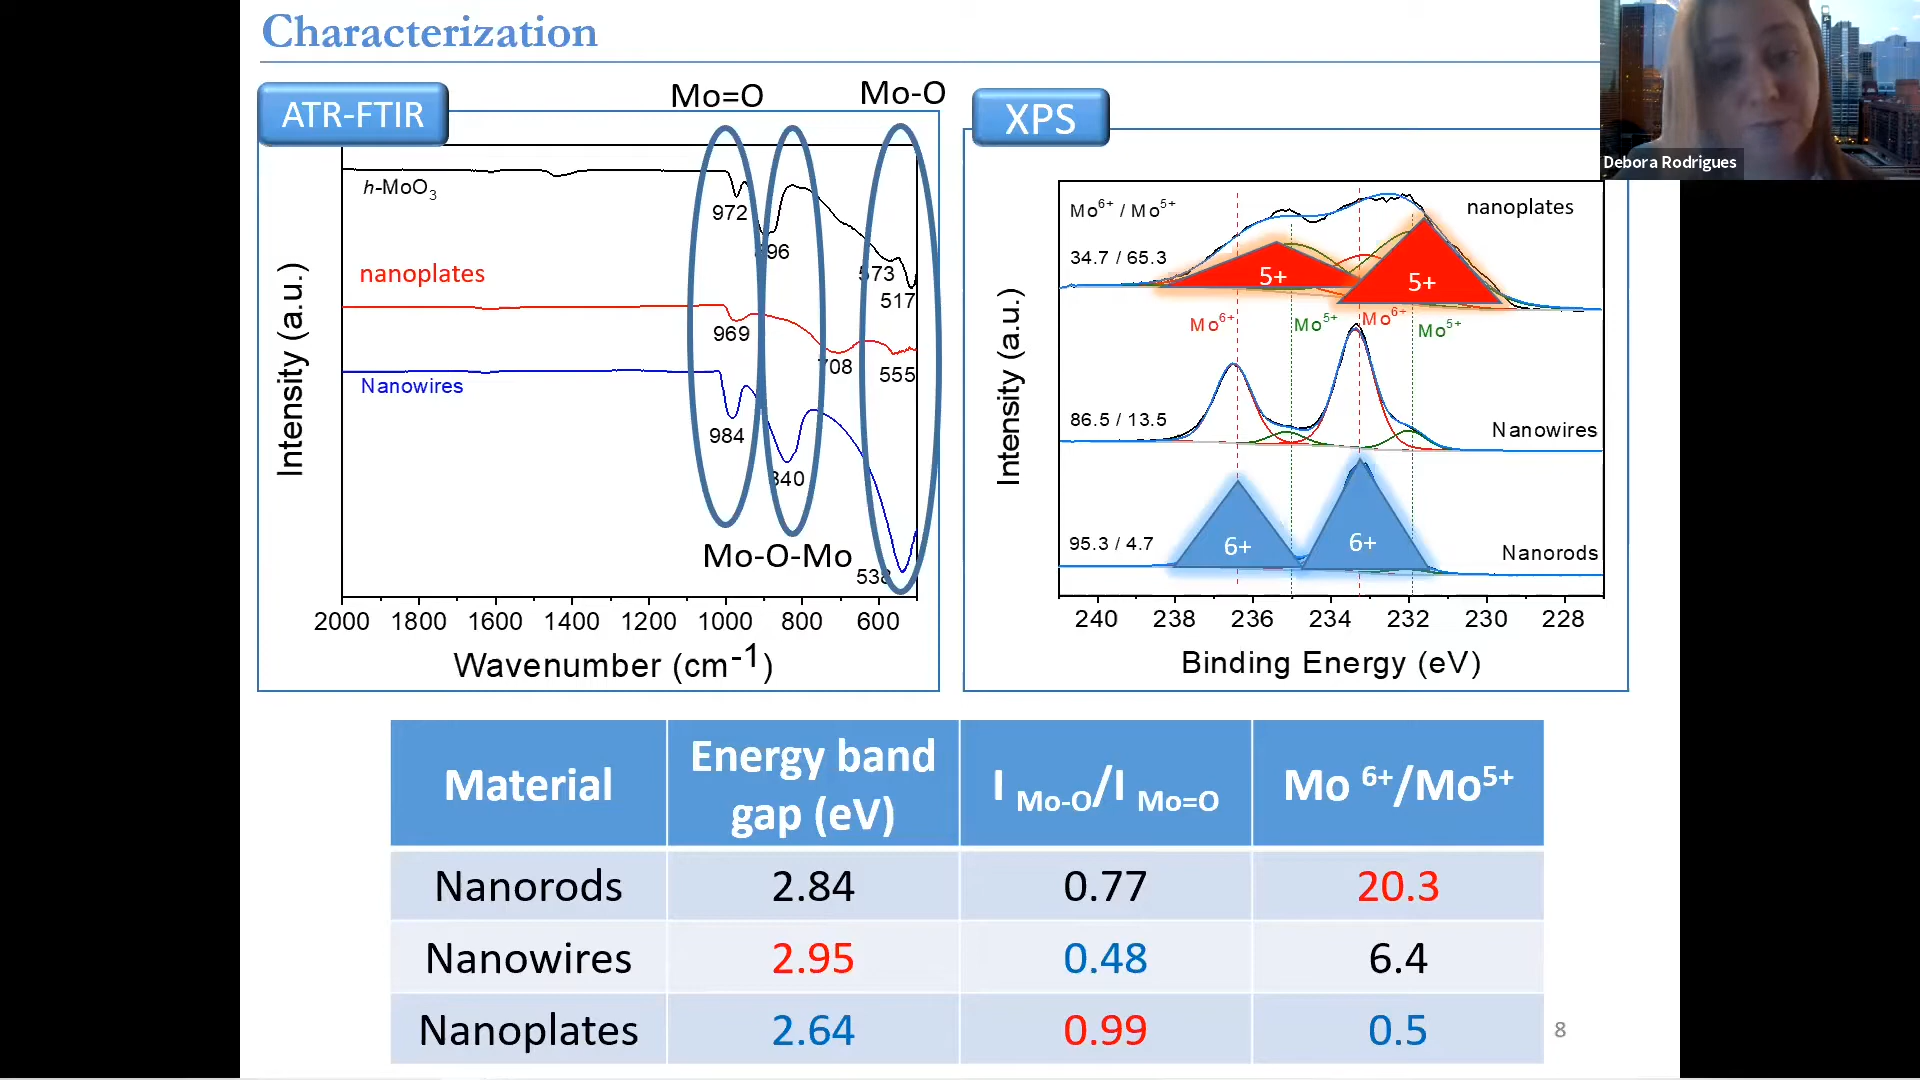 Characterization
Debora Rodrigues
ATR-FTIR
Mo=O
Mo-O
h-MoO3
972
573
517
nanoplates
969
708
555
Nanowires
984
840
Mo-O-Mo
538
Intensity (a.u.)
2000 1800 1600 1400 1200 1000 800 600
Wavenumber (cm-1)
XPS
Mo6+ / Mo5+
nanoplates
34.7 / 65.3
5+
5+
Mo6+
Mo5+
Mo6+
Mo5+
86.5 / 13.5
Nanowires
95.3 / 4.7
6+
6+
Nanorods
Intensity (a.u.)
240 238 236 234 232 230 228
Binding Energy (eV)
Material Energy band gap (eV) I Mo-O/I Mo=O Mo 6+/Mo5+
Nanorods 2.84 0.77 20.3
Nanowires 2.95 0.48 6.4
Nanoplates 2.64 0.99 0.5
8